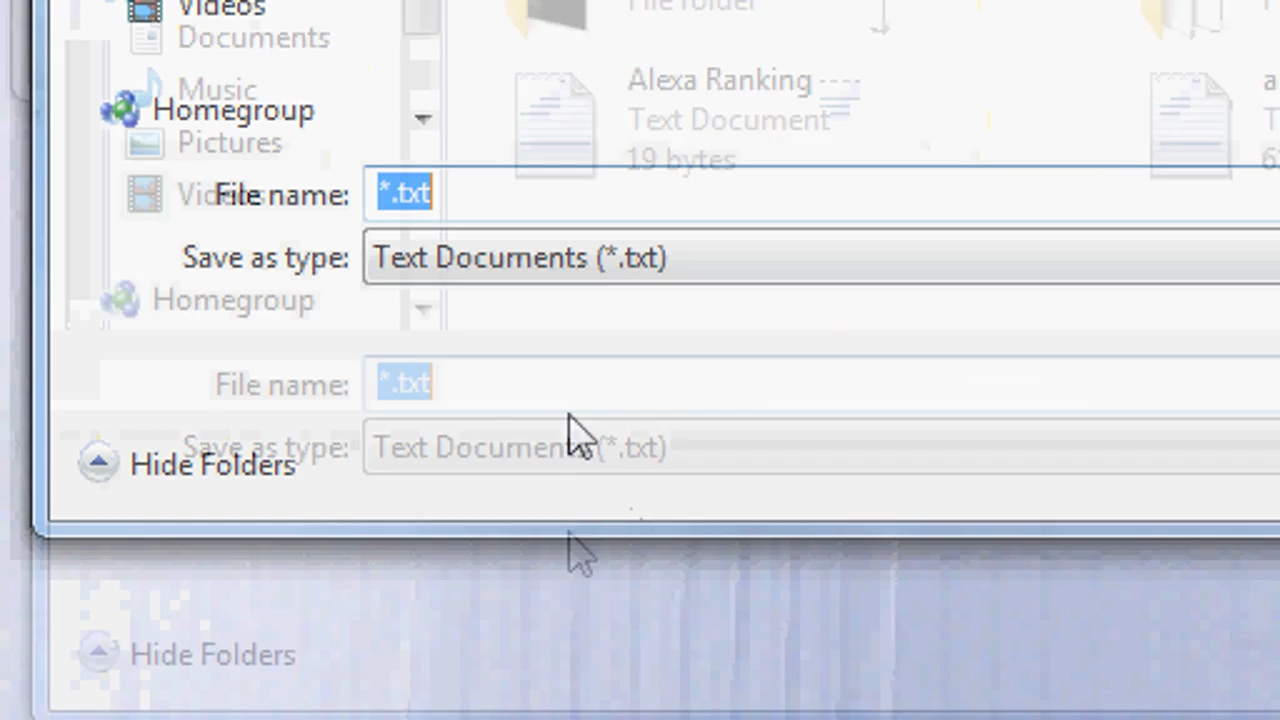 Videos
File folder
Documents
Alexa Ranking
Music
Homegroup
Text Document
Pictures
19 bytes
Videos
File name: *.txt
Save as type: Text Documents (*.txt)
Homegroup
File name: *.txt
Save as type: Text Documents (*.txt)
Hide Folders
Hide Folders